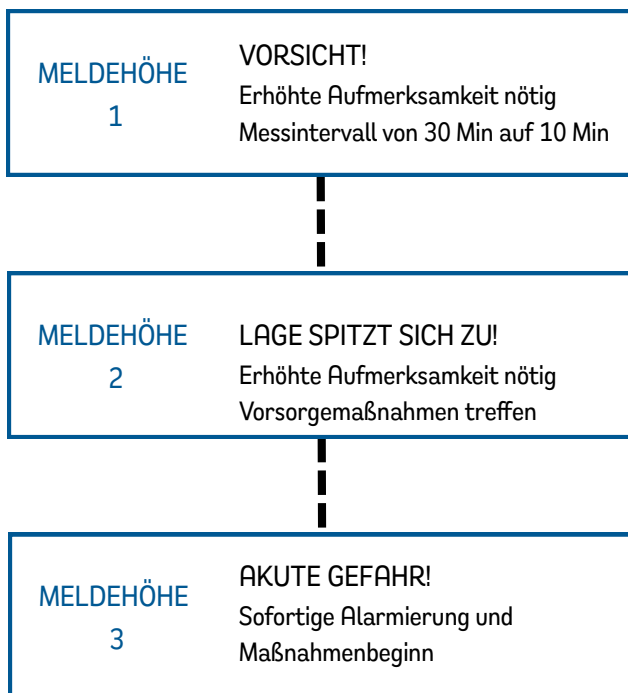 MELDEHÖHE
1
VORSICHT!
Erhöhte Aufmerksamkeit nötig
Messintervall von 30 Min auf 10 Min
MELDEHÖHE
2
LAGE SPITZT SICH ZU!
Erhöhte Aufmerksamkeit nötig
Vorsorgemaßnahmen treffen
MELDEHÖHE
3
AKUTE GEFAHR!
Sofortige Alarmierung und
Maßnahmenbeginn